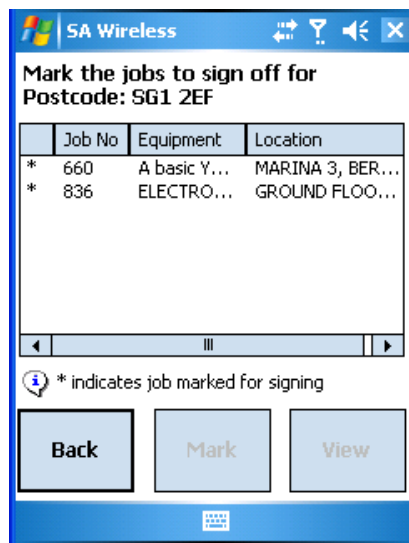 SA Wireless
Mark the jobs to sign off for
Postcode: SG1 2EF
Job No Equipment Location
* 660 A basic Y... MARINA 3, BER...
* 836 ELECTRO... GROUND FLOO...
* indicates job marked for signing
Back Mark View